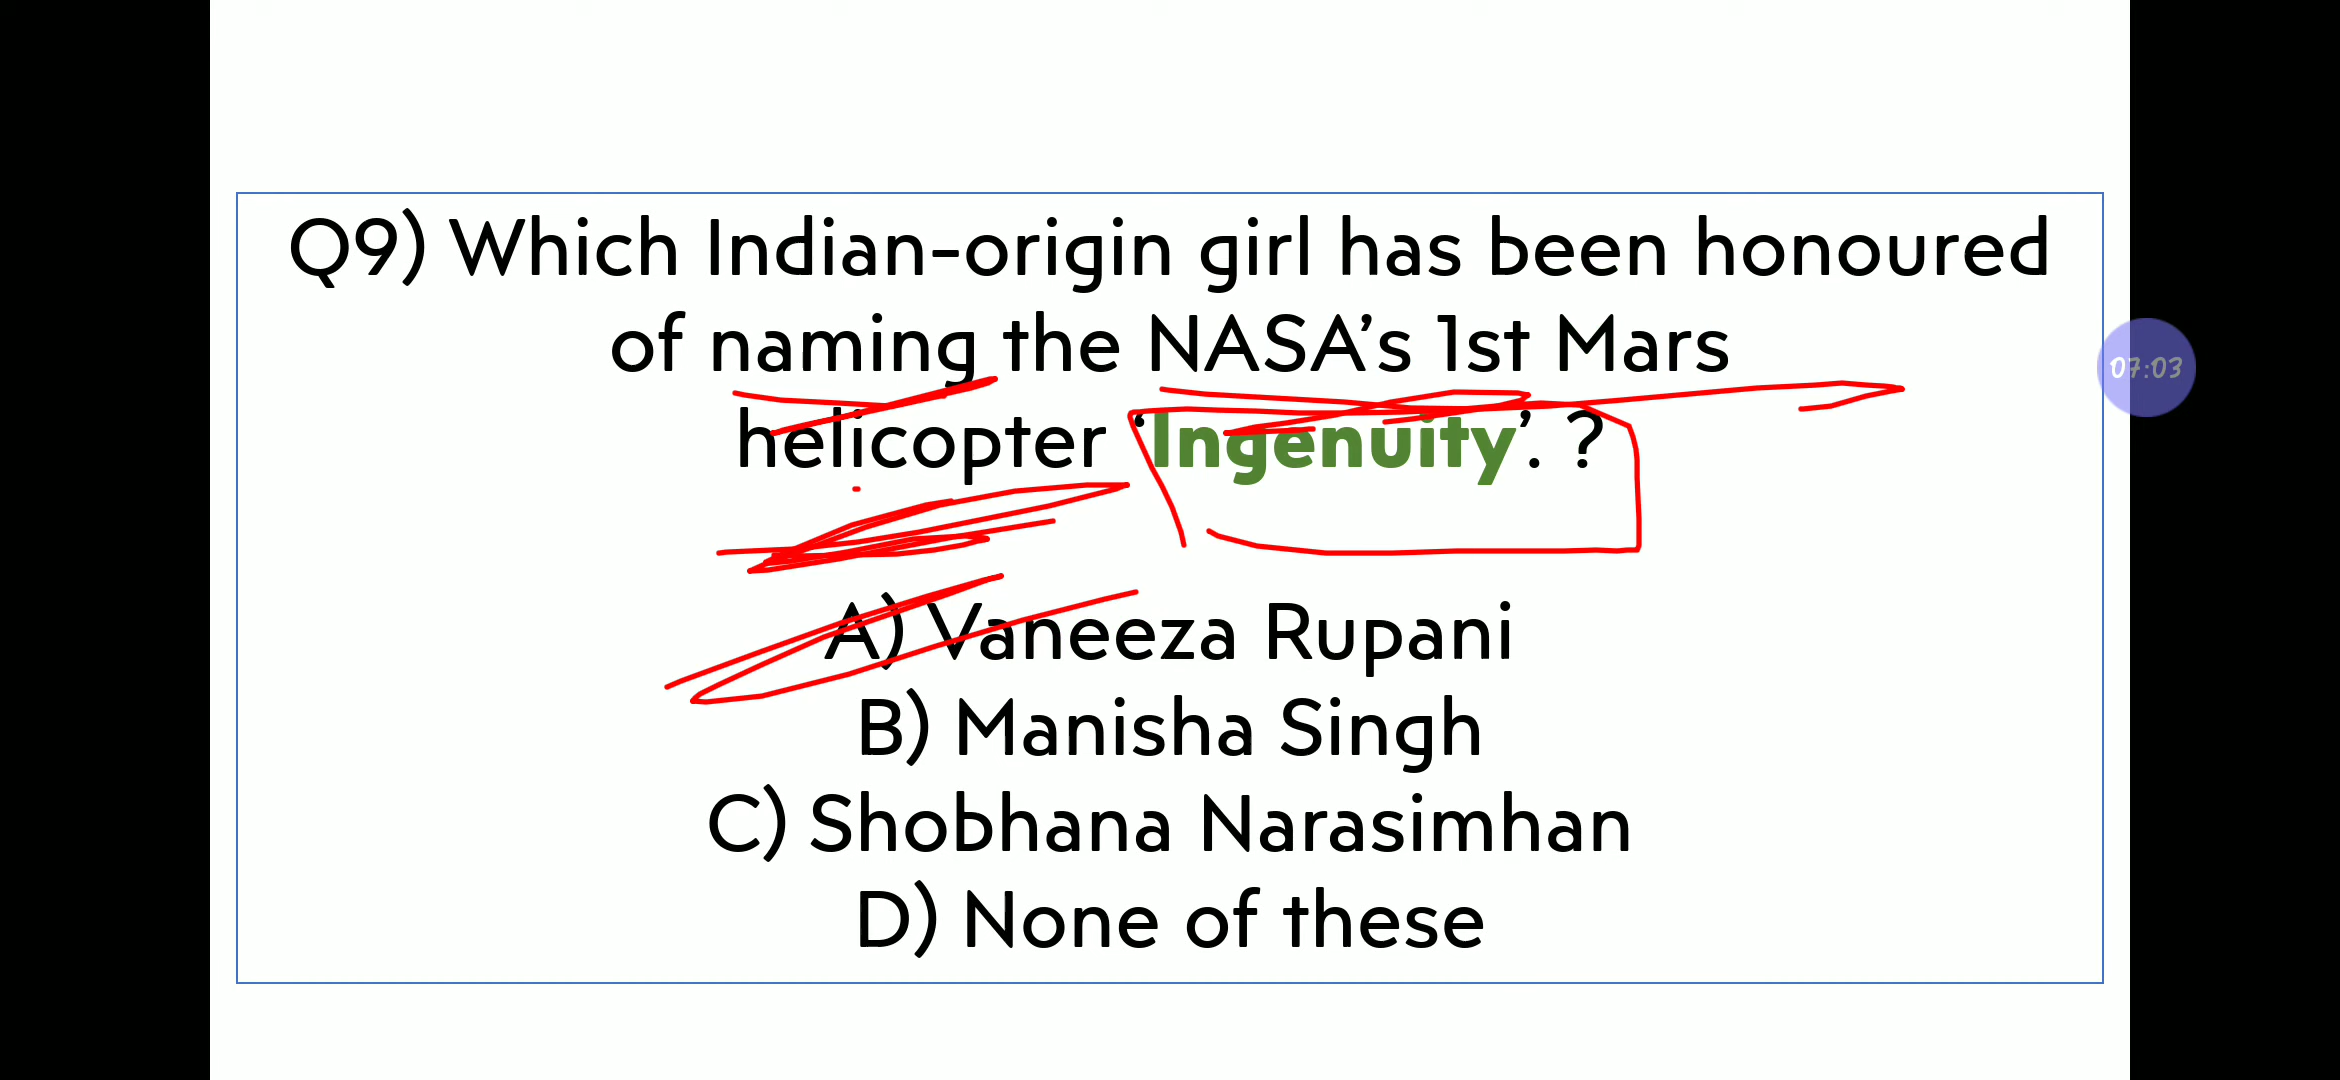 Q9) Which Indian-origin girl has been honoured
of naming the NASA’s 1st Mars
helicopter ‘Ingenuity’. ?
A) Vaneeza Rupani
B) Manisha Singh
C) Shobhana Narasimhan
D) None of these
07:03